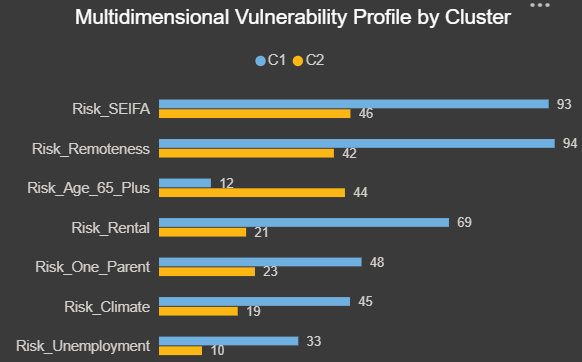 Multidimensional Vulnerability Profile by Cluster
C1 C2
Risk_SEIFA 93
46
Risk_Remoteness 94
42
Risk_Age_65_Plus 12
44
Risk_Rental 69
21
Risk_One_Parent 48
23
Risk_Climate 45
19
Risk_Unemployment 33
10